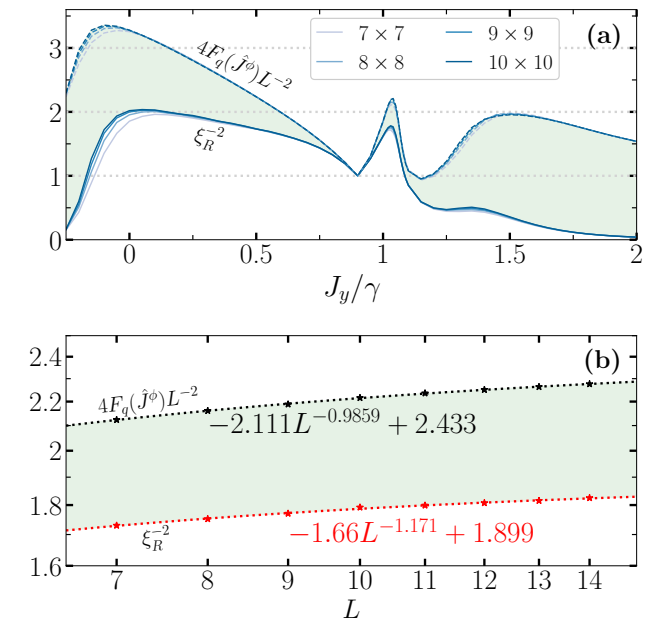 (a)
7 × 7
8 × 8
9 × 9
10 × 10
4F_q(Ĵ^ϕ)L^{-2}
ξ_R^{-2}
3
2
1
0
0 0.5 1 1.5 2
J_y/γ
(b)
2.4
2.2
2
1.8
1.6
4F_q(Ĵ^ϕ)L^{-2}
−2.111L^{−0.9859} + 2.433
−1.66L^{−1.171} + 1.899
ξ_R^{-2}
7 8 9 10 11 12 13 14
L